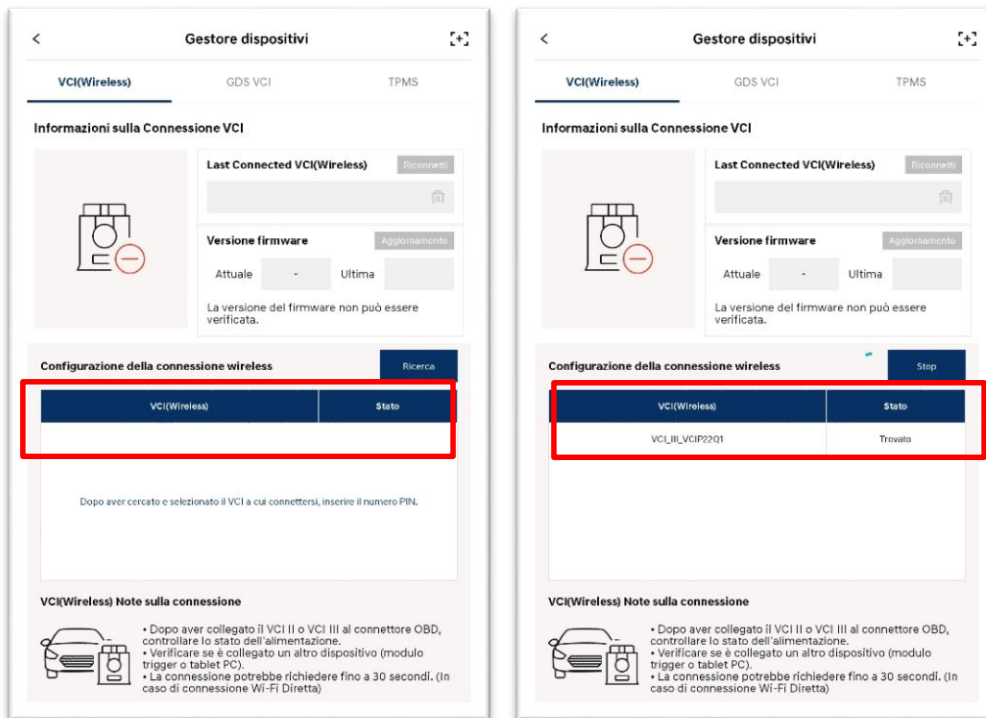 Gestore dispositivi
VCI(Wireless) GDS VCI TPMS
Informazioni sulla Connessione VCI
Last Connected VCI(Wireless) Riconnetti
Versione firmware Aggiornamento
Attuale - Ultima
La versione del firmware non può essere
verificata.
Configurazione della connessione wireless Ricerca
VCI(Wireless) Stato
Dopo aver cercato e selezionato il VCI a cui connettersi, inserire il numero PIN.
VCI(Wireless) Note sulla connessione
• Dopo aver collegato il VCI II o VCI III al connettore OBD,
controllare lo stato dell'alimentazione.
• Verificare se è collegato un altro dispositivo (modulo
trigger o tablet PC).
• La connessione potrebbe richiedere fino a 30 secondi. (In
caso di connessione Wi-Fi Diretta)
Gestore dispositivi
VCI(Wireless) GDS VCI TPMS
Informazioni sulla Connessione VCI
Last Connected VCI(Wireless) Riconnetti
Versione firmware Aggiornamento
Attuale - Ultima
La versione del firmware non può essere
verificata.
Configurazione della connessione wireless Stop
VCI(Wireless) Stato
VCI_III_VCIP22Q1 Trovato
VCI(Wireless) Note sulla connessione
• Dopo aver collegato il VCI II o VCI III al connettore OBD,
controllare lo stato dell'alimentazione.
• Verificare se è collegato un altro dispositivo (modulo
trigger o tablet PC).
• La connessione potrebbe richiedere fino a 30 secondi. (In
caso di connessione Wi-Fi Diretta)